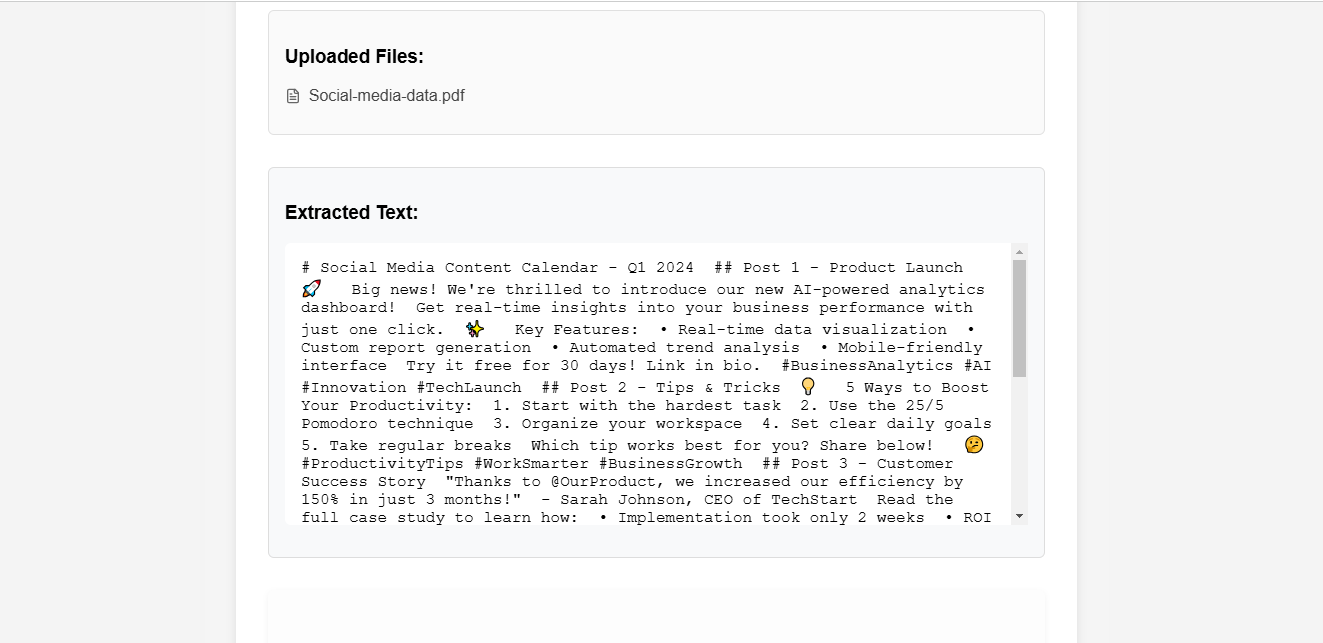 Uploaded Files:
Social-media-data.pdf
Extracted Text:
# Social Media Content Calendar - Q1 2024  ## Post 1 - Product Launch
🚀   Big news! We're thrilled to introduce our new AI-powered analytics
dashboard!  Get real-time insights into your business performance with
just one click.  ✨   Key Features:  • Real-time data visualization  •
Custom report generation  • Automated trend analysis  • Mobile-friendly
interface  Try it free for 30 days! Link in bio.  #BusinessAnalytics #AI
#Innovation #TechLaunch  ## Post 2 - Tips & Tricks  💡   5 Ways to Boost
Your Productivity:  1. Start with the hardest task  2. Use the 25/5
Pomodoro technique  3. Organize your workspace  4. Set clear daily goals
5. Take regular breaks  Which tip works best for you? Share below!   🤔
#ProductivityTips #WorkSmarter #BusinessGrowth  ## Post 3 - Customer
Success Story  "Thanks to @OurProduct, we increased our efficiency by
150% in just 3 months!"  - Sarah Johnson, CEO of TechStart  Read the
full case study to learn how:  • Implementation took only 2 weeks  • ROI